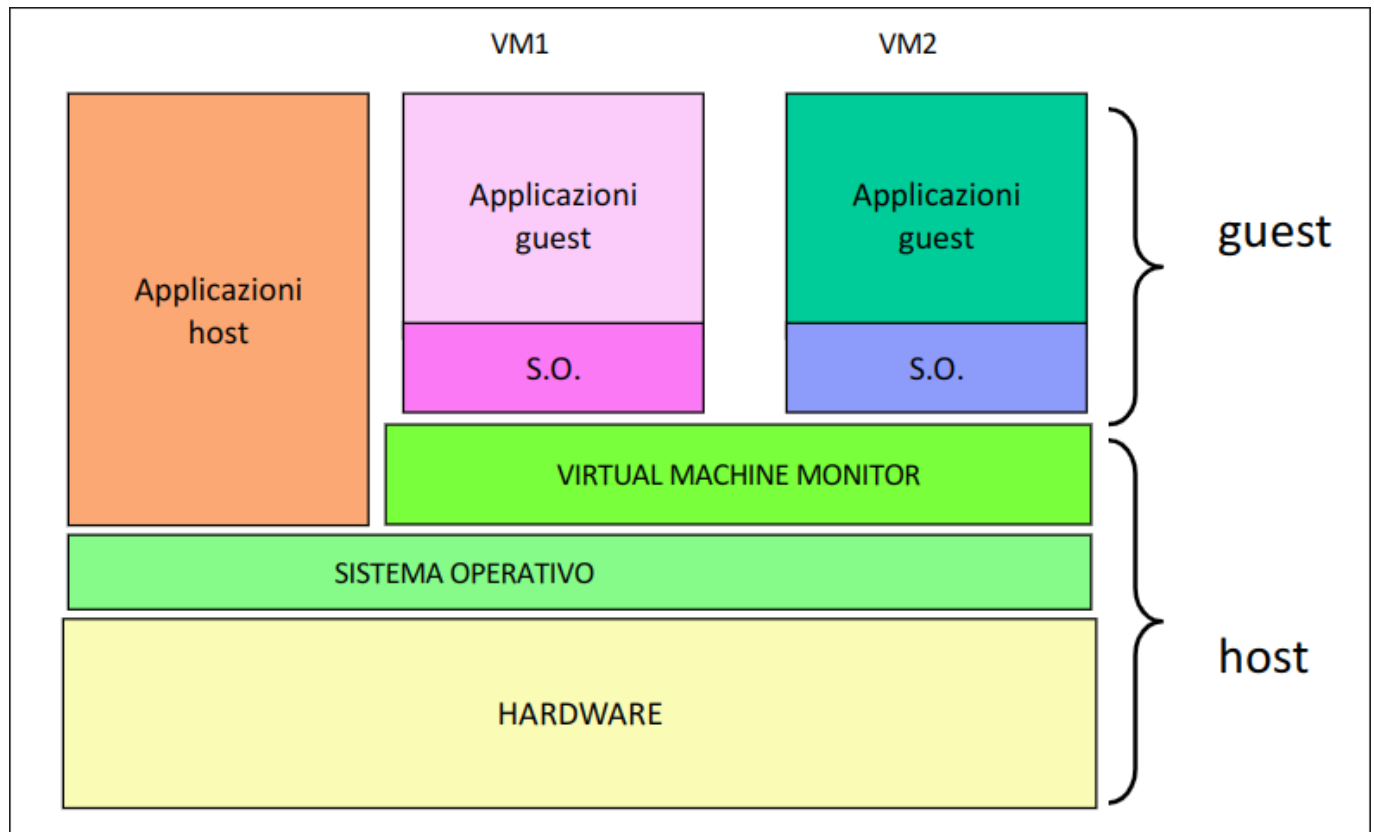 VM1
VM2
Applicazioni
host
Applicazioni
guest
S.O.
Applicazioni
guest
S.O.
guest
VIRTUAL MACHINE MONITOR
SISTEMA OPERATIVO
HARDWARE
host